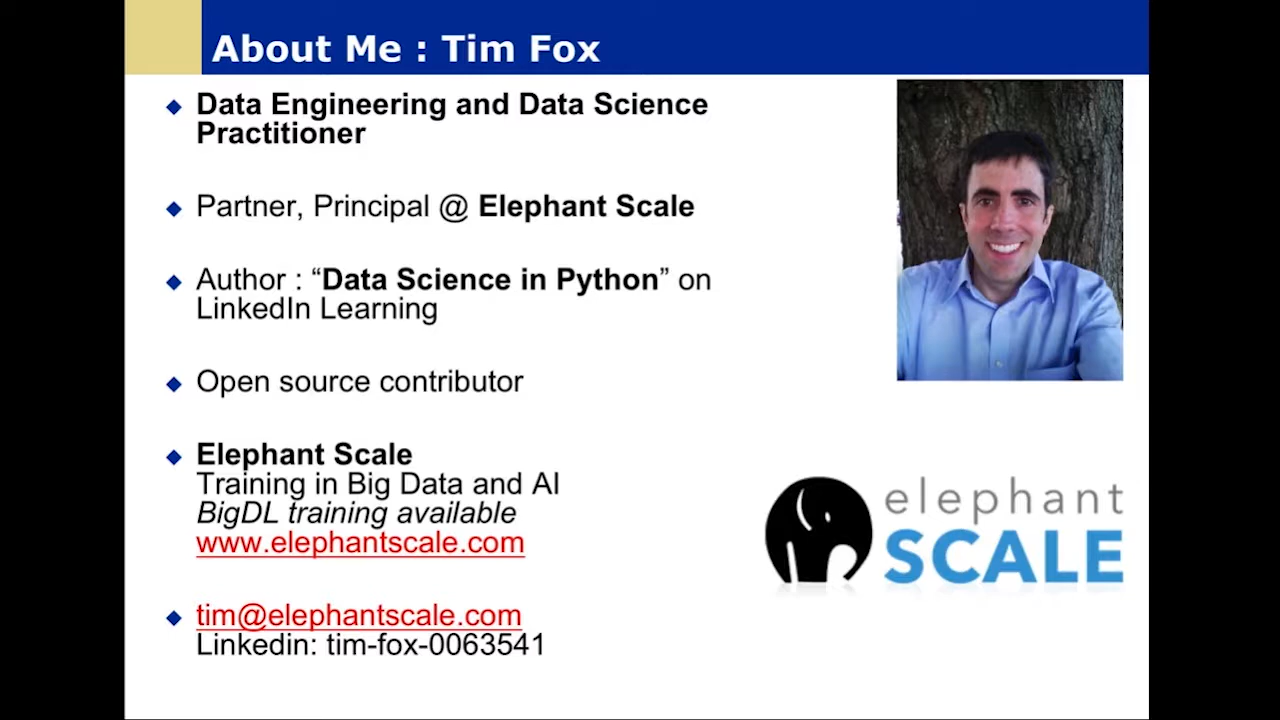 About Me : Tim Fox
Data Engineering and Data Science
Practitioner
Partner, Principal @ Elephant Scale
Author : “Data Science in Python” on
LinkedIn Learning
Open source contributor
Elephant Scale
Training in Big Data and AI
BigDL training available
www.elephantscale.com
tim@elephantscale.com
Linkedin: tim-fox-0063541
elephant
SCALE